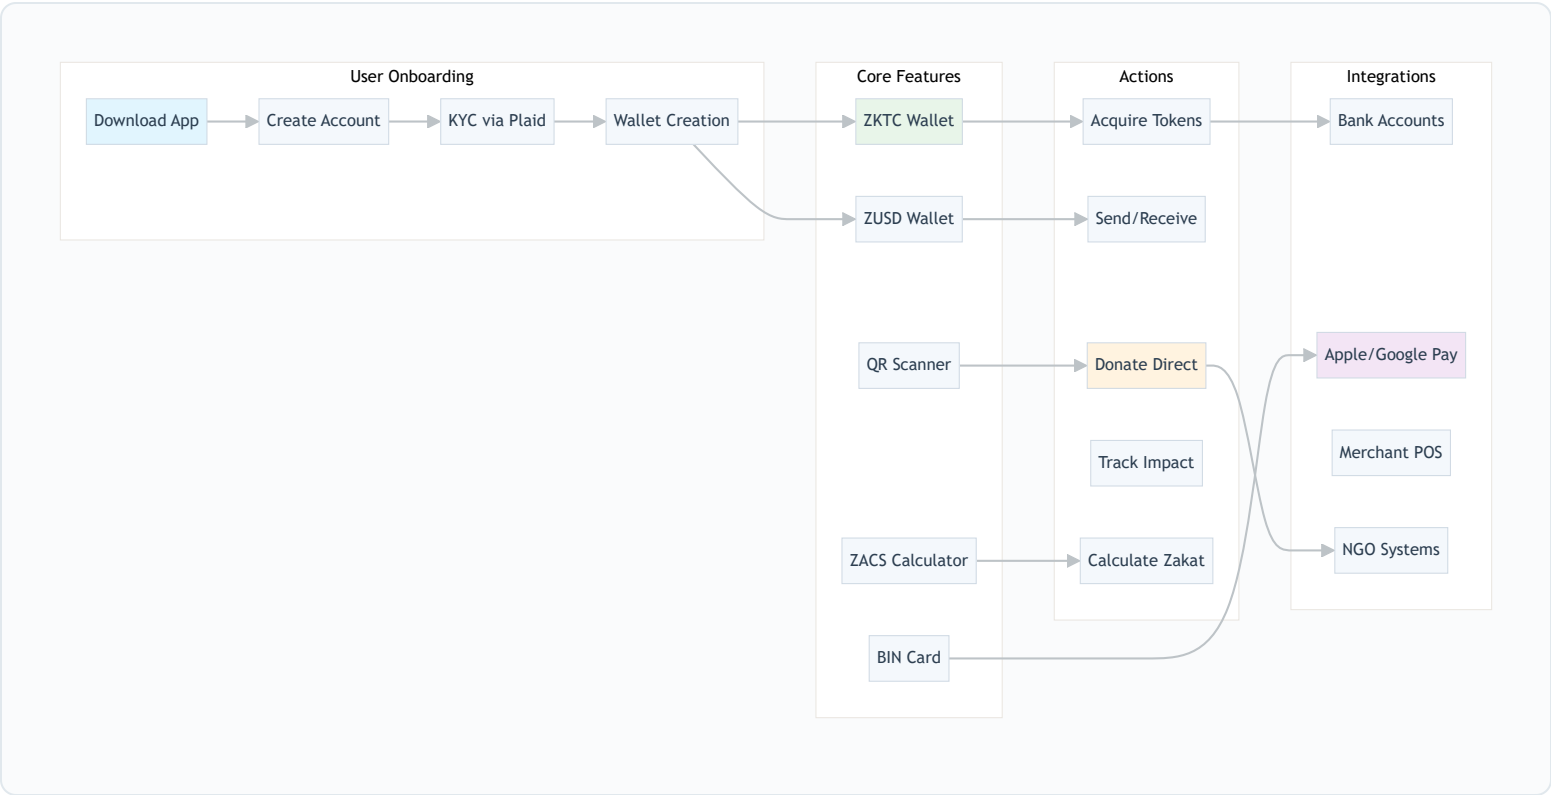 User Onboarding
Download App
Create Account
KYC via Plaid
Wallet Creation
Core Features
ZKTC Wallet
ZUSD Wallet
QR Scanner
ZACS Calculator
BIN Card
Actions
Acquire Tokens
Send/Receive
Donate Direct
Track Impact
Calculate Zakat
Integrations
Bank Accounts
Apple/Google Pay
Merchant POS
NGO Systems